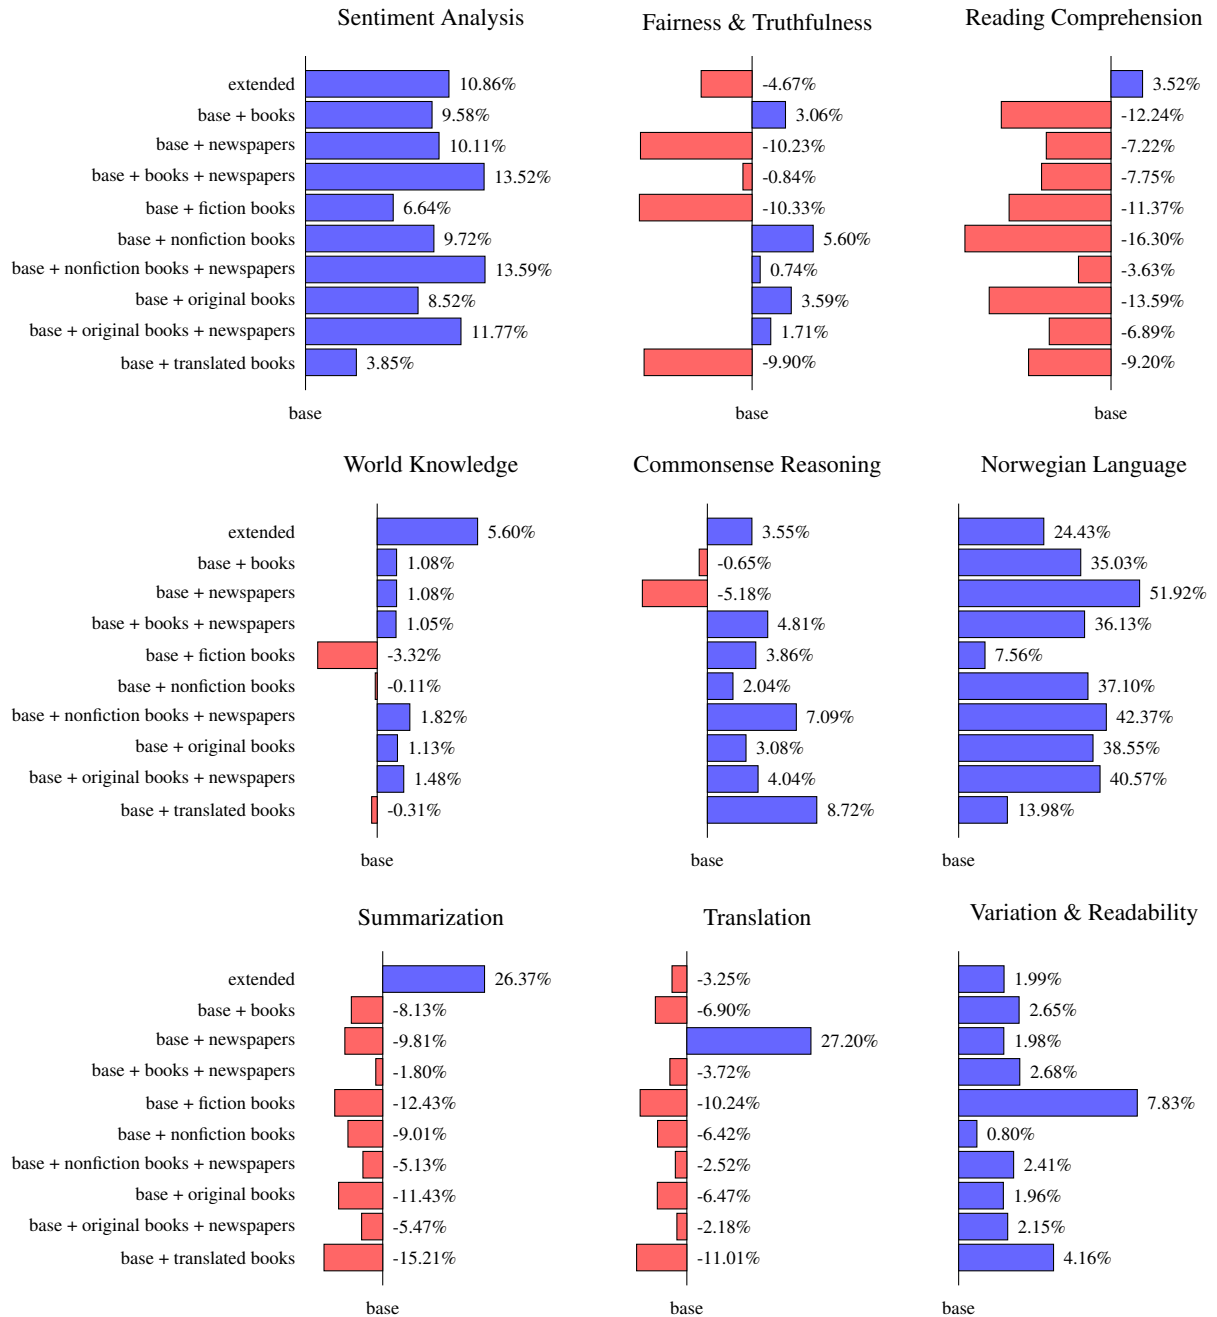 Sentiment Analysis Fairness & Truthfulness Reading Comprehension
extended 10.86% -4.67% 3.52%
base + books 9.58% 3.06% -12.24%
base + newspapers 10.11% -10.23% -7.22%
base + books + newspapers 13.52% -0.84% -7.75%
base + fiction books 6.64% -10.33% -11.37%
base + nonfiction books 9.72% 5.60% -16.30%
base + nonfiction books + newspapers 13.59% 0.74% -3.63%
base + original books 8.52% 3.59% -13.59%
base + original books + newspapers 11.77% 1.71% -6.89%
base + translated books 3.85% -9.90% -9.20%
base base base
World Knowledge Commonsense Reasoning Norwegian Language
extended 5.60% 3.55% 24.43%
base + books 1.08% -0.65% 35.03%
base + newspapers 1.08% -5.18% 51.92%
base + books + newspapers 1.05% 4.81% 36.13%
base + fiction books -3.32% 3.86% 7.56%
base + nonfiction books -0.11% 2.04% 37.10%
base + nonfiction books + newspapers 1.82% 7.09% 42.37%
base + original books 1.13% 3.08% 38.55%
base + original books + newspapers 1.48% 4.04% 40.57%
base + translated books -0.31% 8.72% 13.98%
base base base
Summarization Translation Variation & Readability
extended 26.37% -3.25% 1.99%
base + books -8.13% -6.90% 2.65%
base + newspapers -9.81% 27.20% 1.98%
base + books + newspapers -1.80% -3.72% 2.68%
base + fiction books -12.43% -10.24% 7.83%
base + nonfiction books -9.01% -6.42% 0.80%
base + nonfiction books + newspapers -5.13% -2.52% 2.41%
base + original books -11.43% -6.47% 1.96%
base + original books + newspapers -5.47% -2.18% 2.15%
base + translated books -15.21% -11.01% 4.16%
base base base